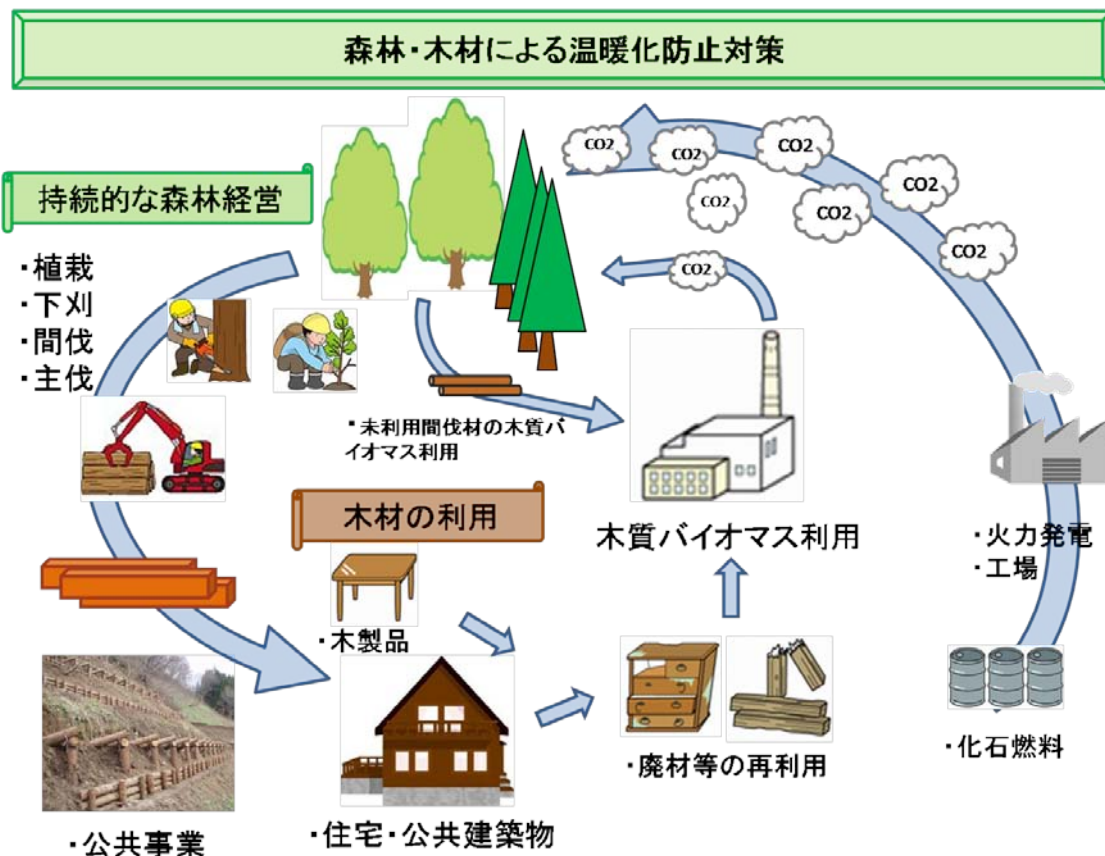 森林・木材による温暖化防止対策
CO2
CO2
CO2
CO2
CO2
CO2
CO2
CO2
持続的な森林経営
・植栽
・下刈
・間伐
・主伐
・未利用間伐材の木質バ
イオマス利用
木材の利用
木質バイオマス利用
・火力発電
・工場
・木製品
・廃材等の再利用
・化石燃料
・公共事業
・住宅・公共建築物